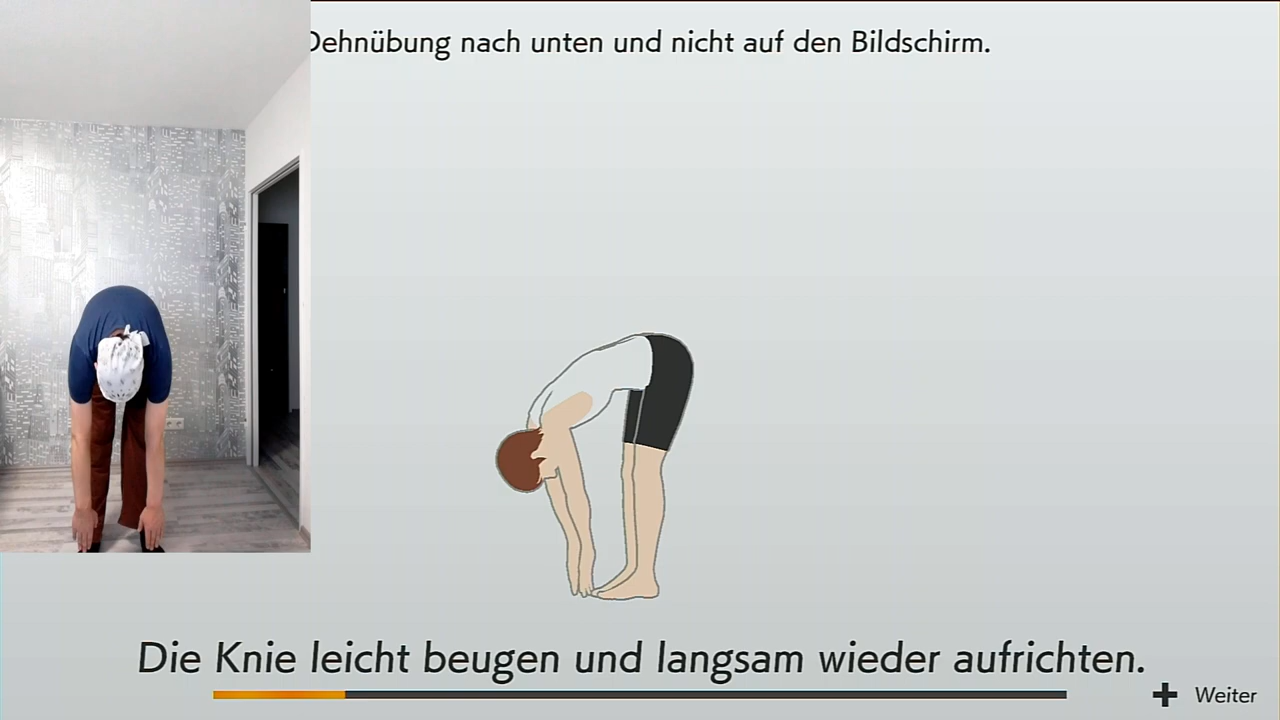 Dehnübung nach unten und nicht auf den Bildschirm.
Die Knie leicht beugen und langsam wieder aufrichten.
Weiter